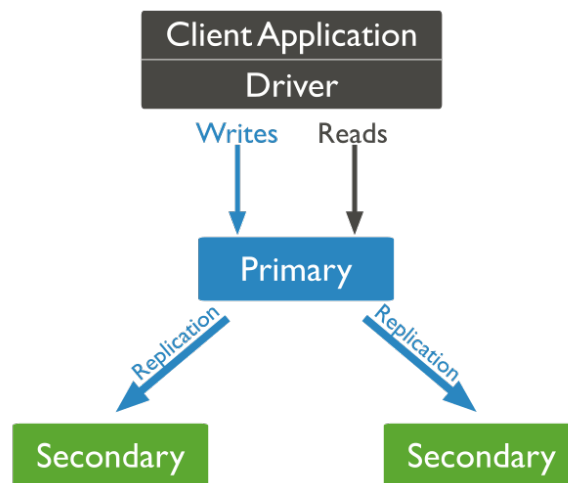 Client Application
Driver
Writes Reads
Primary
Replication Replication
Secondary Secondary